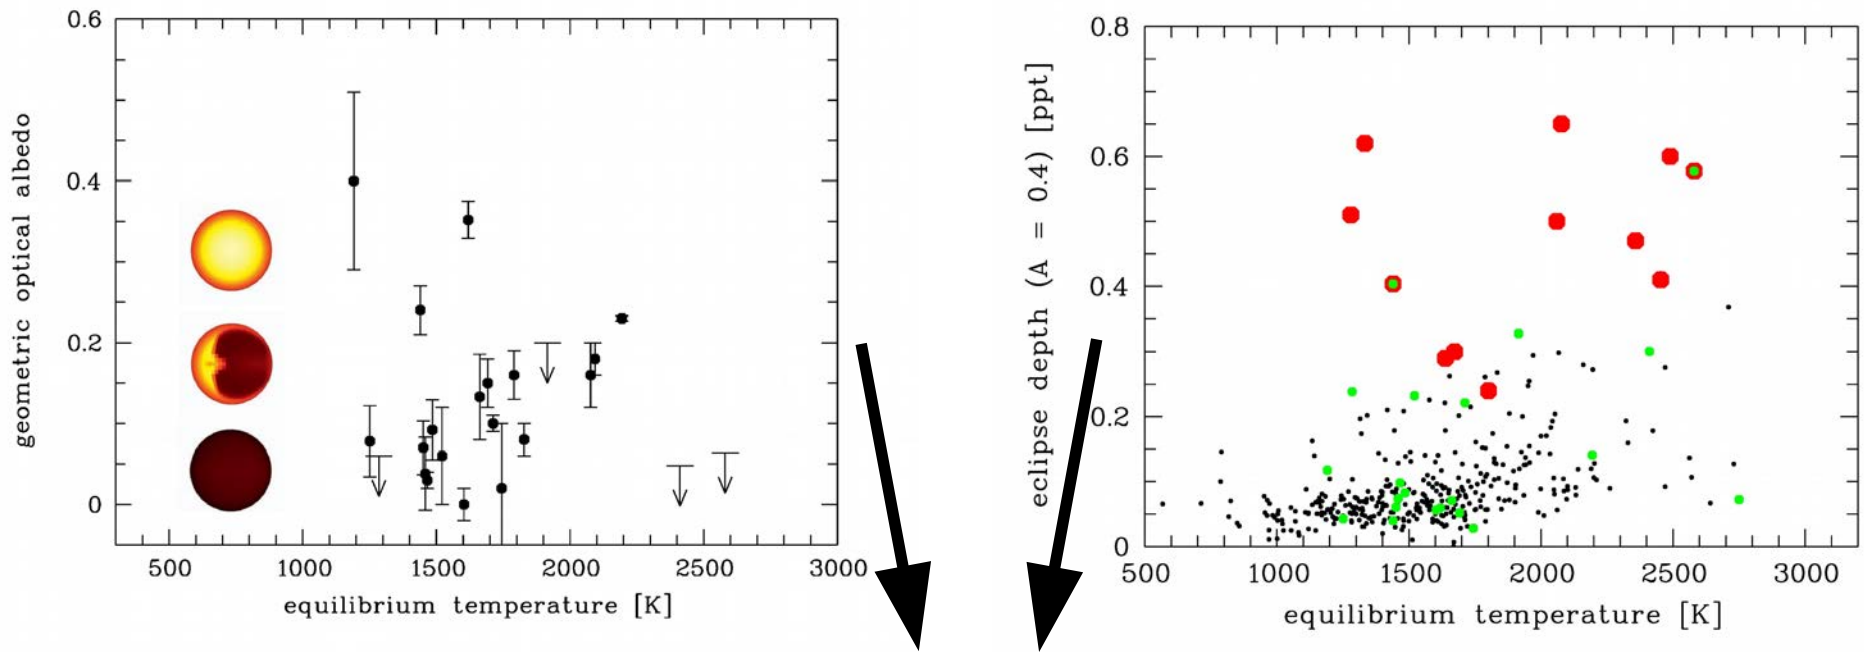 0.6
0.4
0.2
0
geometric optical albedo
500 1000 1500 2000 2500 3000
equilibrium temperature [K]
0.8
0.6
0.4
0.2
0
eclipse depth (A = 0.4) [ppt]
500 1000 1500 2000 2500 3000
equilibrium temperature [K]